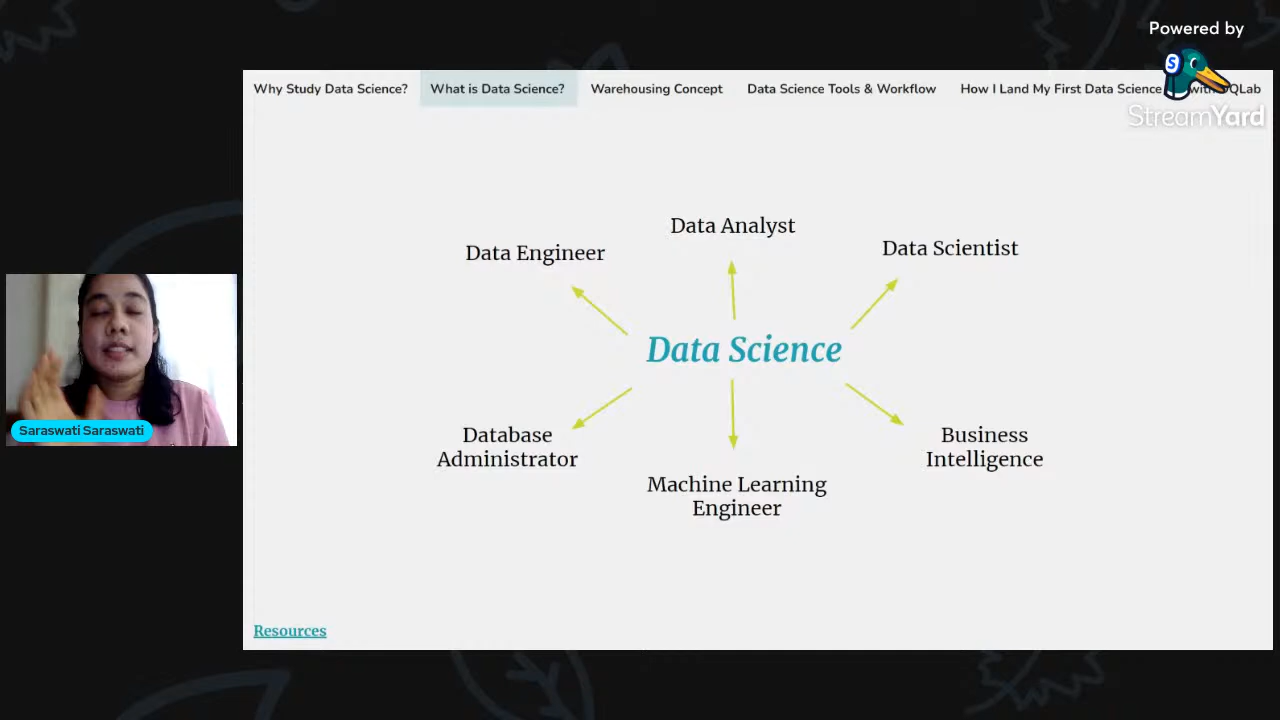 Powered by
S
StreamYard
Why Study Data Science?
What is Data Science?
Warehousing Concept
Data Science Tools & Workflow
How I Land My First Data Science
with
QLab
Data Analyst
Data Engineer
Data Scientist
Data Science
Database
Administrator
Business
Intelligence
Machine Learning
Engineer
Saraswati Saraswati
Resources